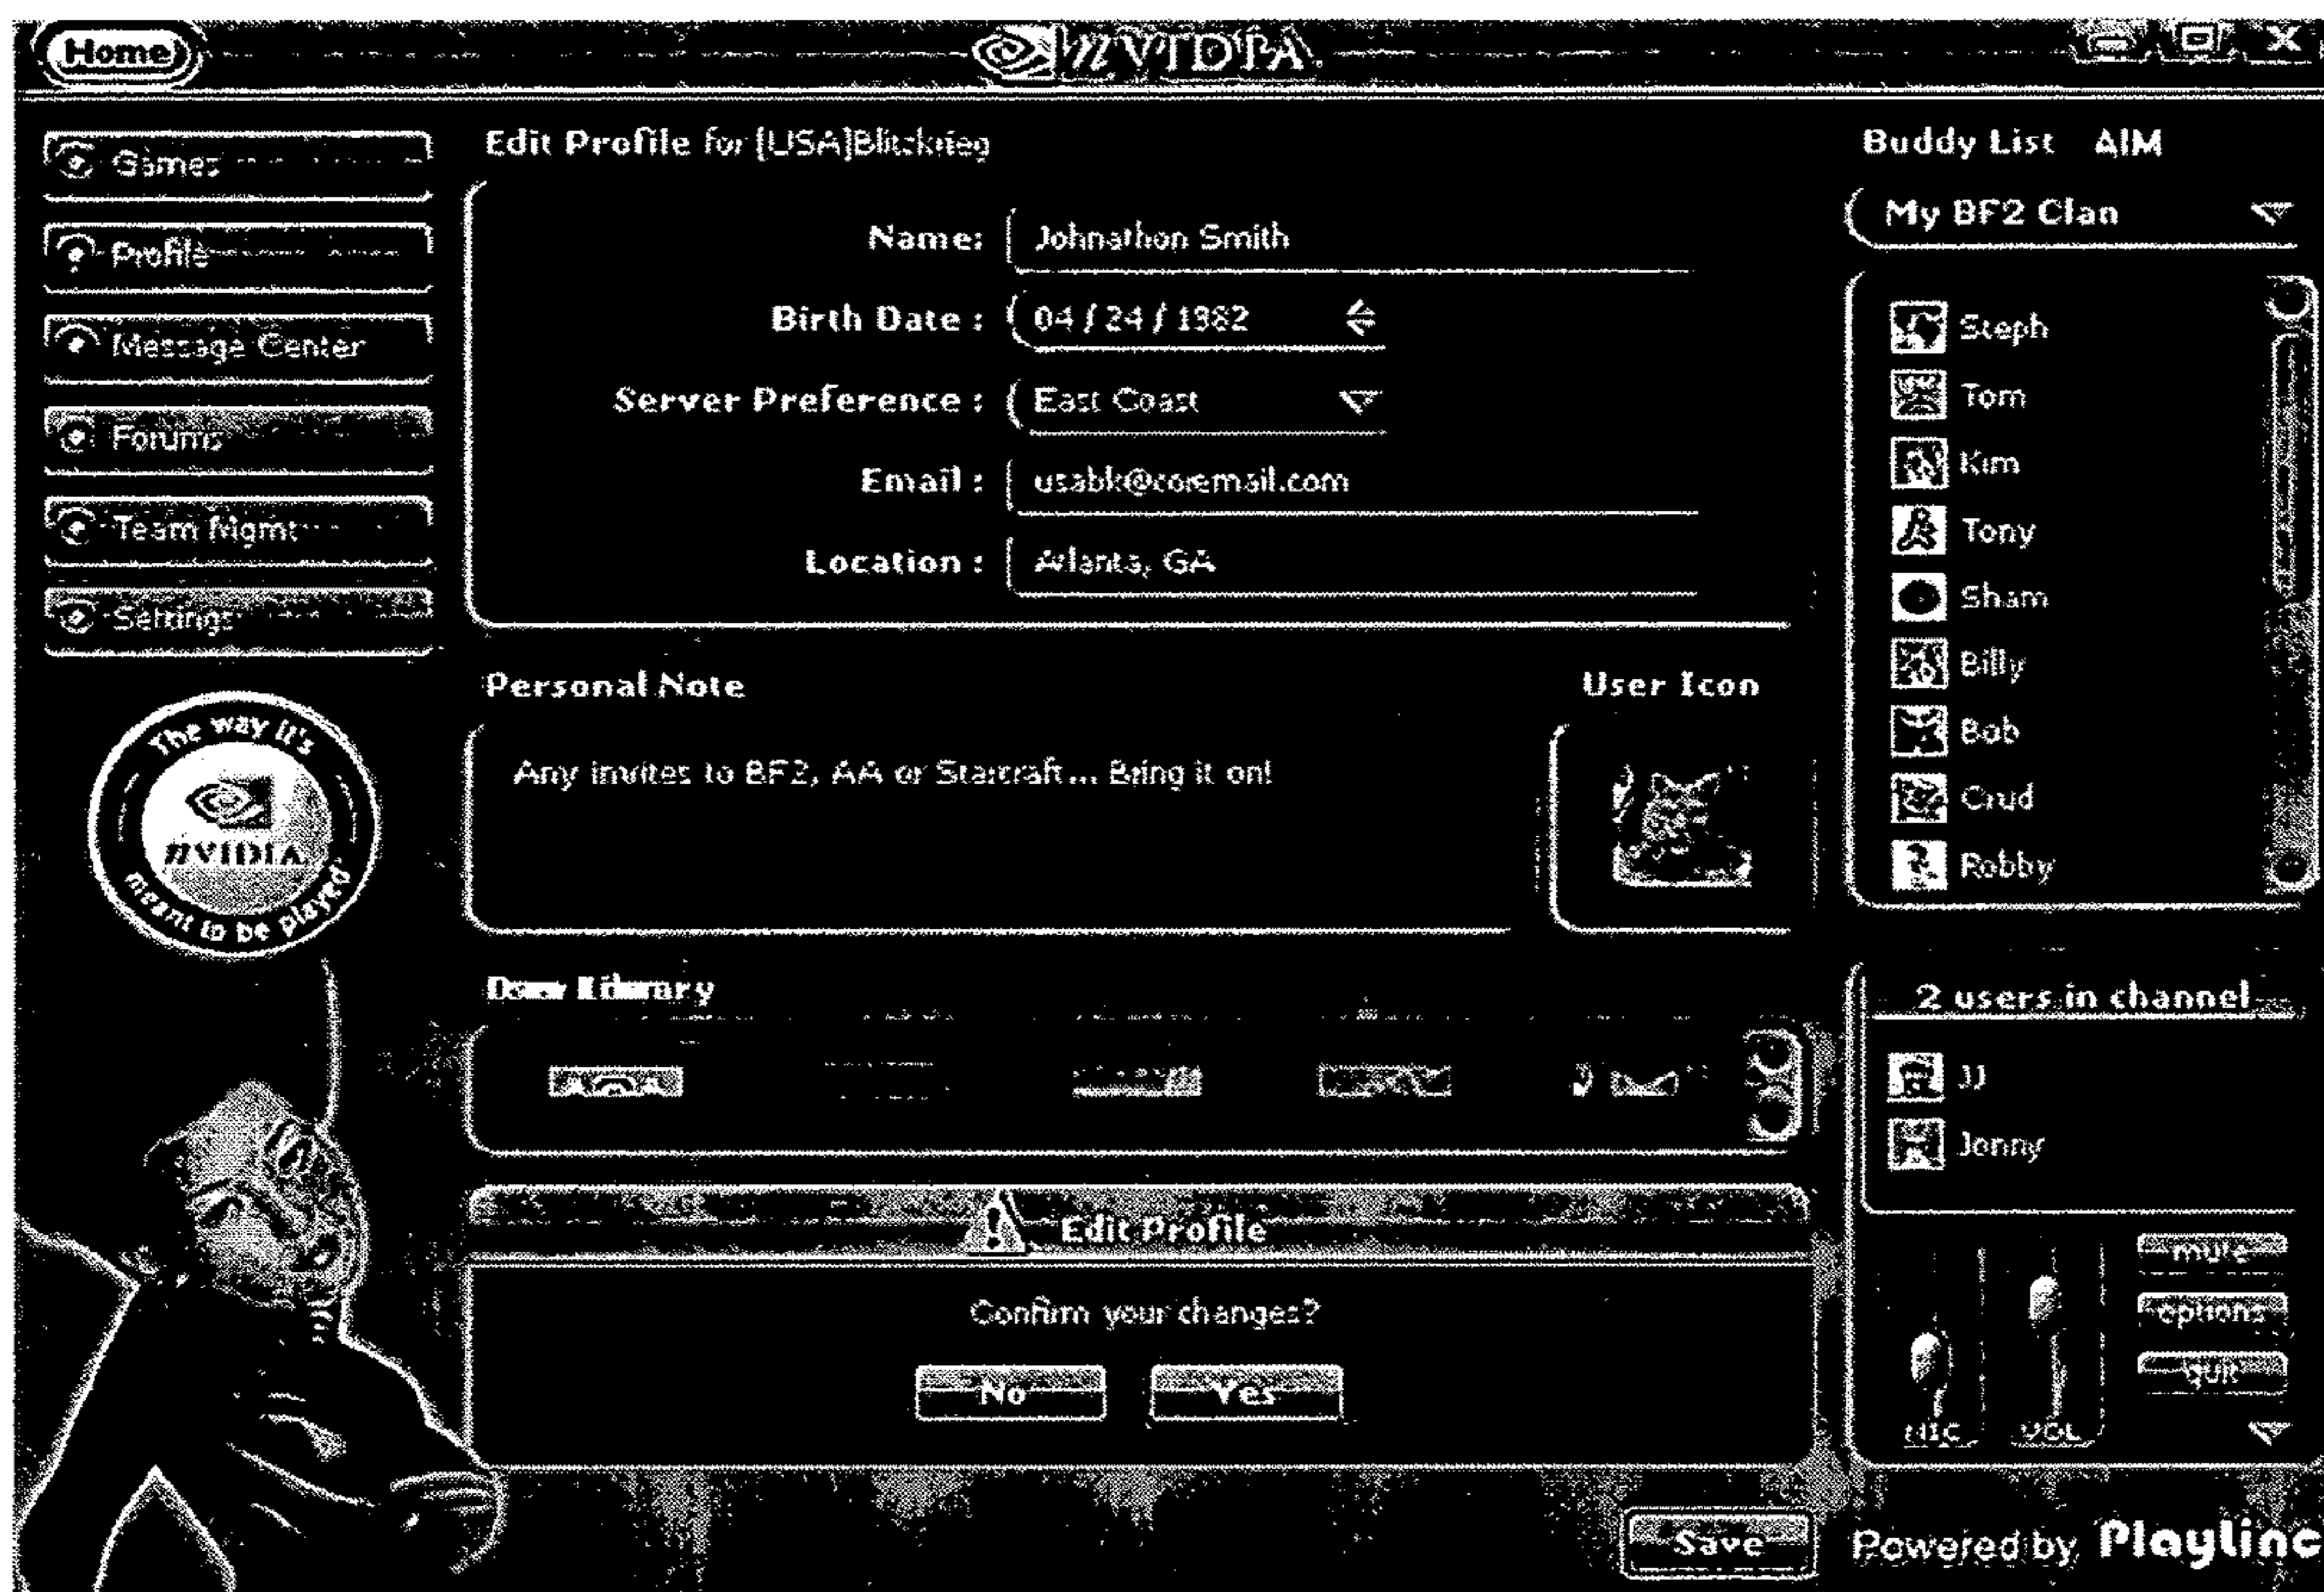 Home
NVIDIA
Games
Profile
Message Center
Forums
Team Mgmt
Settings
The way it's
NVIDIA
meant to be played
Edit Profile for [USA]Blitzkrieg
Name: Johnathon Smith
Birth Date : 04 / 24 / 1982
Server Preference : East Coast
Email : usabk@coremail.com
Location : Atlanta, GA
Personal Note
Any invites to BF2, AA or Starcraft... Bring it on!
User Icon
Library
Edit Profile
Confirm your changes?
No Yes
Save
Buddy List AIM
My BF2 Clan
Steph
Tom
Kim
Tony
Sham
Billy
Bob
Crud
Robby
2 users in channel
JJ
Jonny
mute
options
quit
MIC VOL
Powered by Playlinc